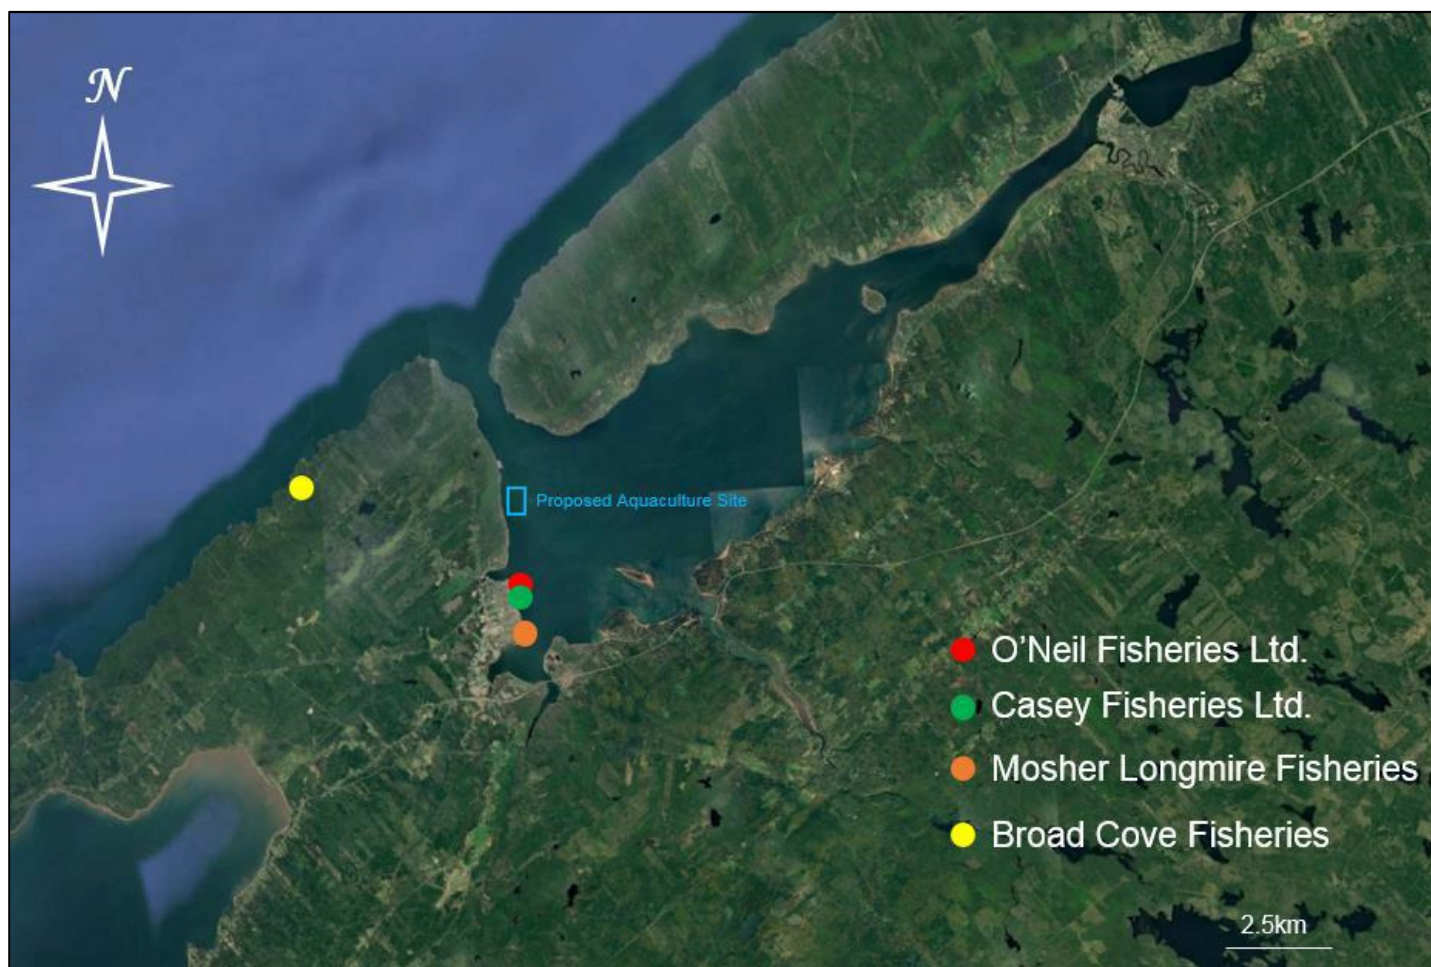 N
Proposed Aquaculture Site
O'Neil Fisheries Ltd.
Casey Fisheries Ltd.
Mosher Longmire Fisheries
Broad Cove Fisheries
2.5km